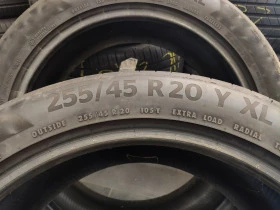 255/45 R20 Y XL
OUTSIDE 255/45 R 20 105Y EXTRA LOAD RADIAL